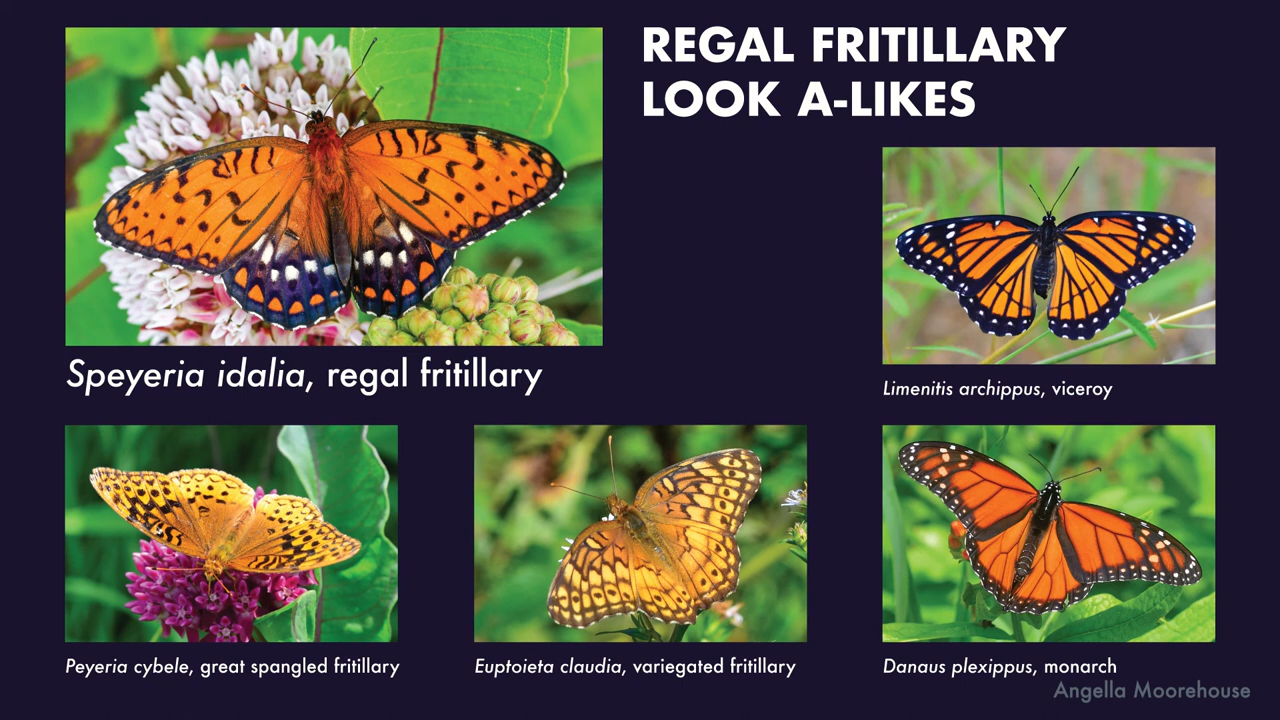 REGAL FRITILLARY
LOOK A-LIKES
Speyeria idalia, regal fritillary
Limenitis archippus, viceroy
Peyeria cybele, great spangled fritillary
Euptoieta claudia, variegated fritillary
Danaus plexippus, monarch
Angella Moorehouse